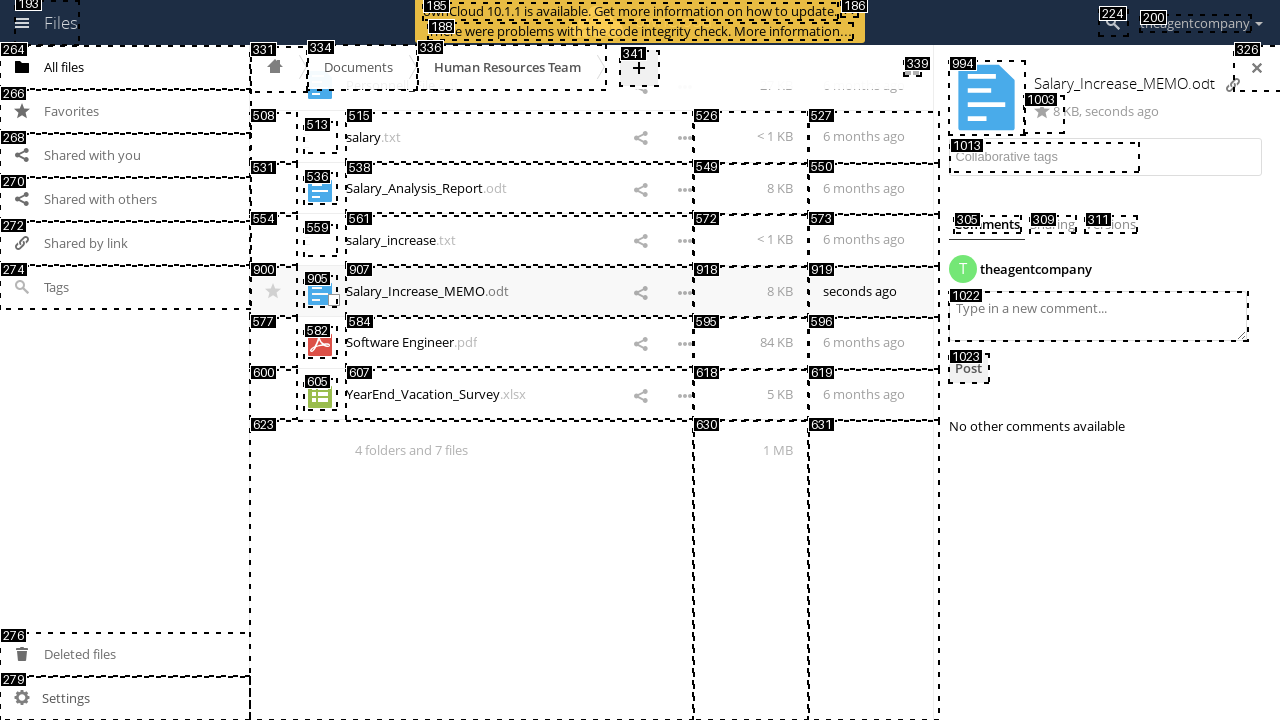 193
Files
185
Cloud 10.1.1 is available. Get more information on how to update.
186
188
e were problems with the code integrity check. More information...
224
200
theagentcompany
264
All files
266
Favorites
268
Shared with you
270
Shared with others
272
Shared by link
274
Tags
276
Deleted files
279
Settings
331
334
Documents
336
Human Resources Team
341
+
339
6 months ago
508
513
515
salary.txt
526
< 1 KB
527
6 months ago
531
536
538
Salary_Analysis_Report.odt
549
8 KB
550
6 months ago
554
559
561
salary_increase.txt
572
< 1 KB
573
6 months ago
900
905
907
Salary_Increase_MEMO.odt
918
8 KB
919
seconds ago
577
582
584
Software Engineer.pdf
595
84 KB
596
6 months ago
600
605
607
YearEnd_Vacation_Survey.xlsx
618
5 KB
619
6 months ago
623
4 folders and 7 files
630
1 MB
631
326
994
Salary_Increase_MEMO.odt
1003
8 KB, seconds ago
1013
Collaborative tags
305
Comments
309
Sharing
311
Versions
T
theagentcompany
1022
Type in a new comment...
1023
Post
No other comments available